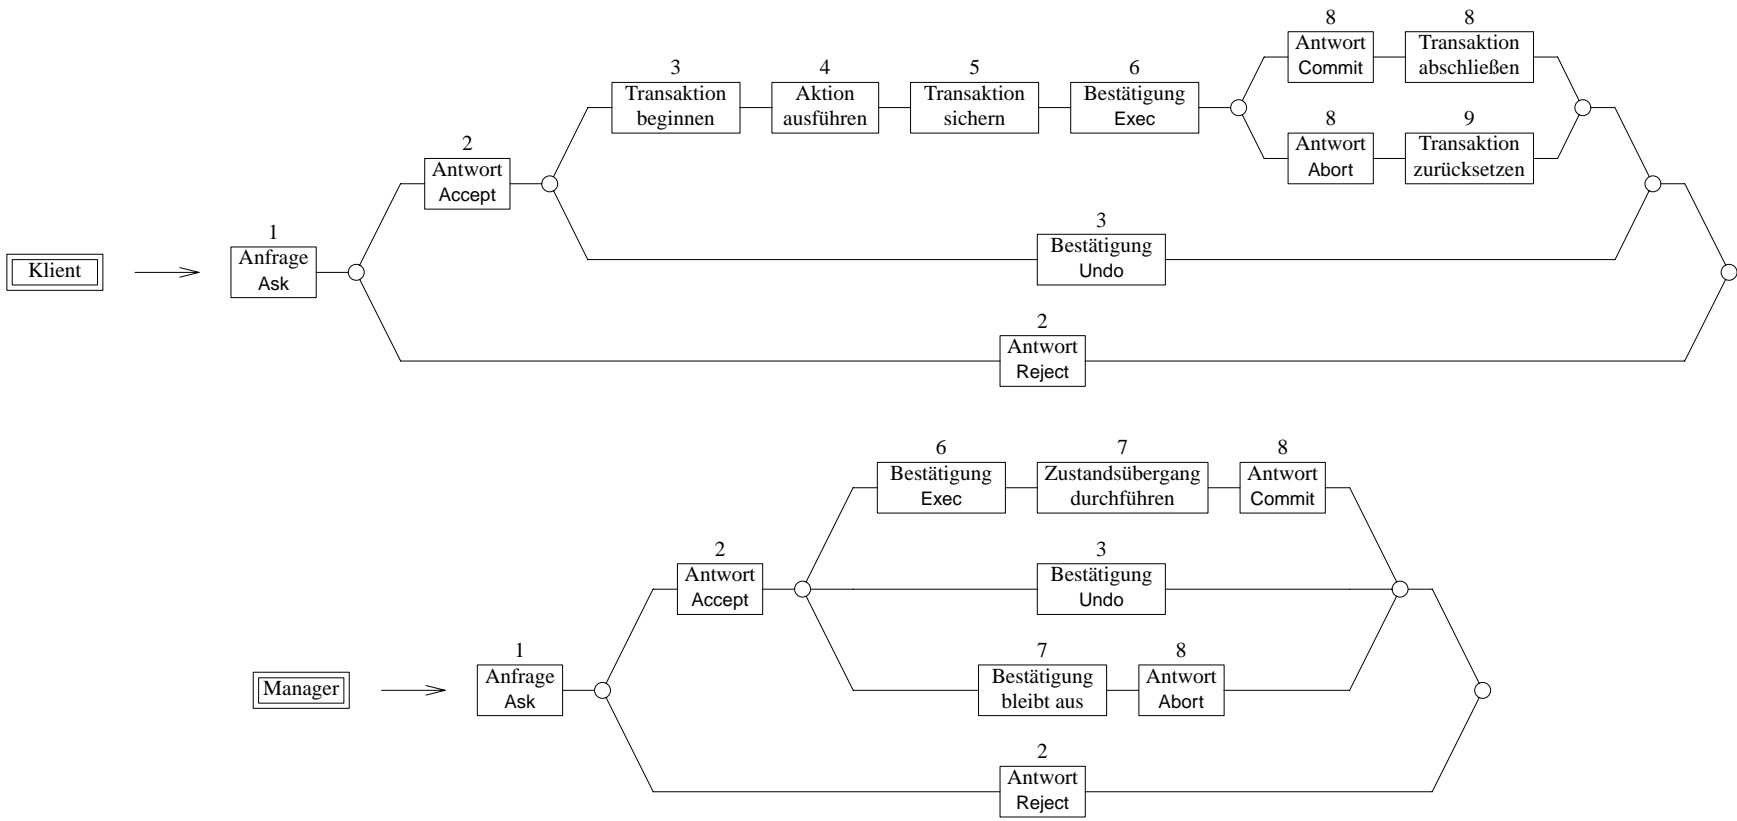 8
8
Antwort
Commit
Transaktion
abschließen
3
4
5
6
Transaktion
beginnen
Aktion
ausführen
Transaktion
sichern
Bestätigung
Exec
8
9
Antwort
Abort
Transaktion
zurücksetzen
2
Antwort
Accept
3
Bestätigung
Undo
1
Klient
Anfrage
Ask
2
Antwort
Reject
6
7
8
Bestätigung
Exec
Zustandsübergang
durchführen
Antwort
Commit
2
Antwort
Accept
3
Bestätigung
Undo
1
Manager
Anfrage
Ask
7
8
Bestätigung
bleibt aus
Antwort
Abort
2
Antwort
Reject